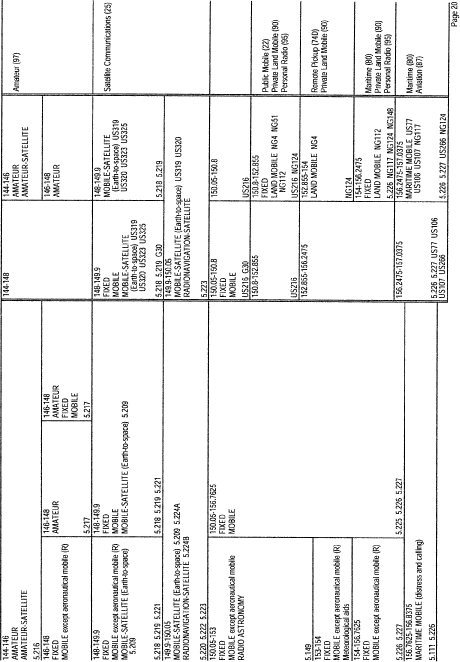 144-146
AMATEUR
AMATEUR-SATELLITE
5.216
146-148
FIXED
MOBILE except aeronautical mobile (R)
146-148
AMATEUR
5.217
146-148
AMATEUR
FIXED
MOBILE
5.217
144-148
144-146
AMATEUR
AMATEUR-SATELLITE
146-148
AMATEUR
Amateur (97)
148-149.9
FIXED
MOBILE except aeronautical mobile (R)
MOBILE-SATELLITE (Earth-to-space)
5.209
5.218 5.219 5.221
148-149.9
FIXED
MOBILE
MOBILE-SATELLITE (Earth-to-space) 5.209
5.218 5.219 5.221
148-149.9
FIXED
MOBILE
MOBILE-SATELLITE
(Earth-to-space) US319
US320 US323 US325
5.218 5.219 G30
148-149.9
MOBILE-SATELLITE
(Earth-to-space) US319
US320 US323 US325
5.218 5.219
Satellite Communications (25)
149.9-150.05
MOBILE-SATELLITE (Earth-to-space) 5.209 5.224A
RADIONAVIGATION-SATELLITE 5.224B
5.220 5.222 5.223
149.9-150.05
MOBILE-SATELLITE (Earth-to-space) US319 US320
RADIONAVIGATION-SATELLITE
5.223
150.05-153
FIXED
MOBILE except aeronautical mobile
RADIO ASTRONOMY
5.149
150.05-156.7625
FIXED
MOBILE
5.225 5.226 5.227
150.05-150.8
FIXED
MOBILE
US216 G30
150.05-150.8
US216
150.8-152.855
US216
150.8-152.855
FIXED
LAND MOBILE NG4 NG51
NG112
US216 NG124
Public Mobile (22)
Private Land Mobile (90)
Personal Radio (95)
153-154
FIXED
MOBILE except aeronautical mobile (R)
Meteorological aids
152.855-156.2475
152.855-154
LAND MOBILE NG4
NG124
Remote Pickup (74D)
Private Land Mobile (90)
154-156.7625
FIXED
MOBILE except aeronautical mobile (R)
5.226 5.227
154-156.2475
FIXED
LAND MOBILE NG112
5.226 NG117 NG124 NG148
Maritime (80)
Private Land Mobile (90)
Personal Radio (95)
156.2475-157.0375
5.226 5.227 US77 US106
US107 US266
156.2475-157.0375
MARITIME MOBILE US77
US106 US107 NG117
5.226 5.227 US266 NG124
Maritime (80)
Aviation (87)
156.7625-156.8375
MARITIME MOBILE (distress and calling)
5.111 5.226
Page 20